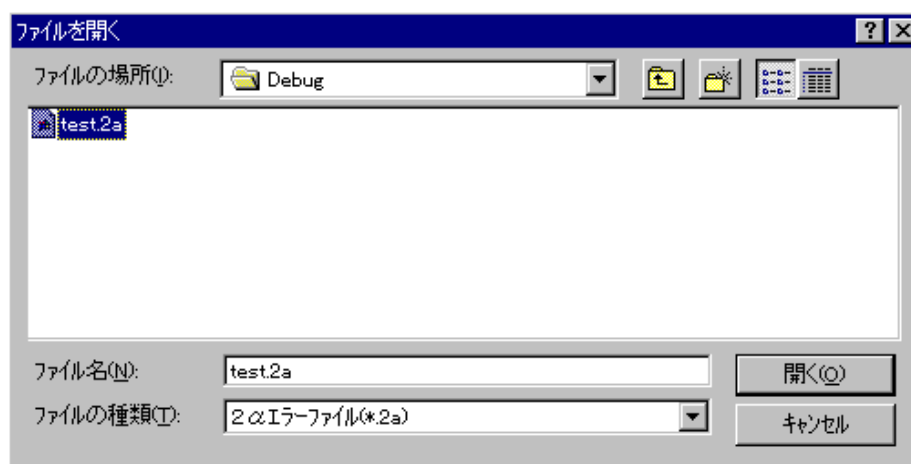 ファイルを開く
ファイルの場所(I):
Debug
test.2a
ファイル名(N):
test.2a
開く(O)
ファイルの種類(T):
2αエラーファイル(*.2a)
キャンセル